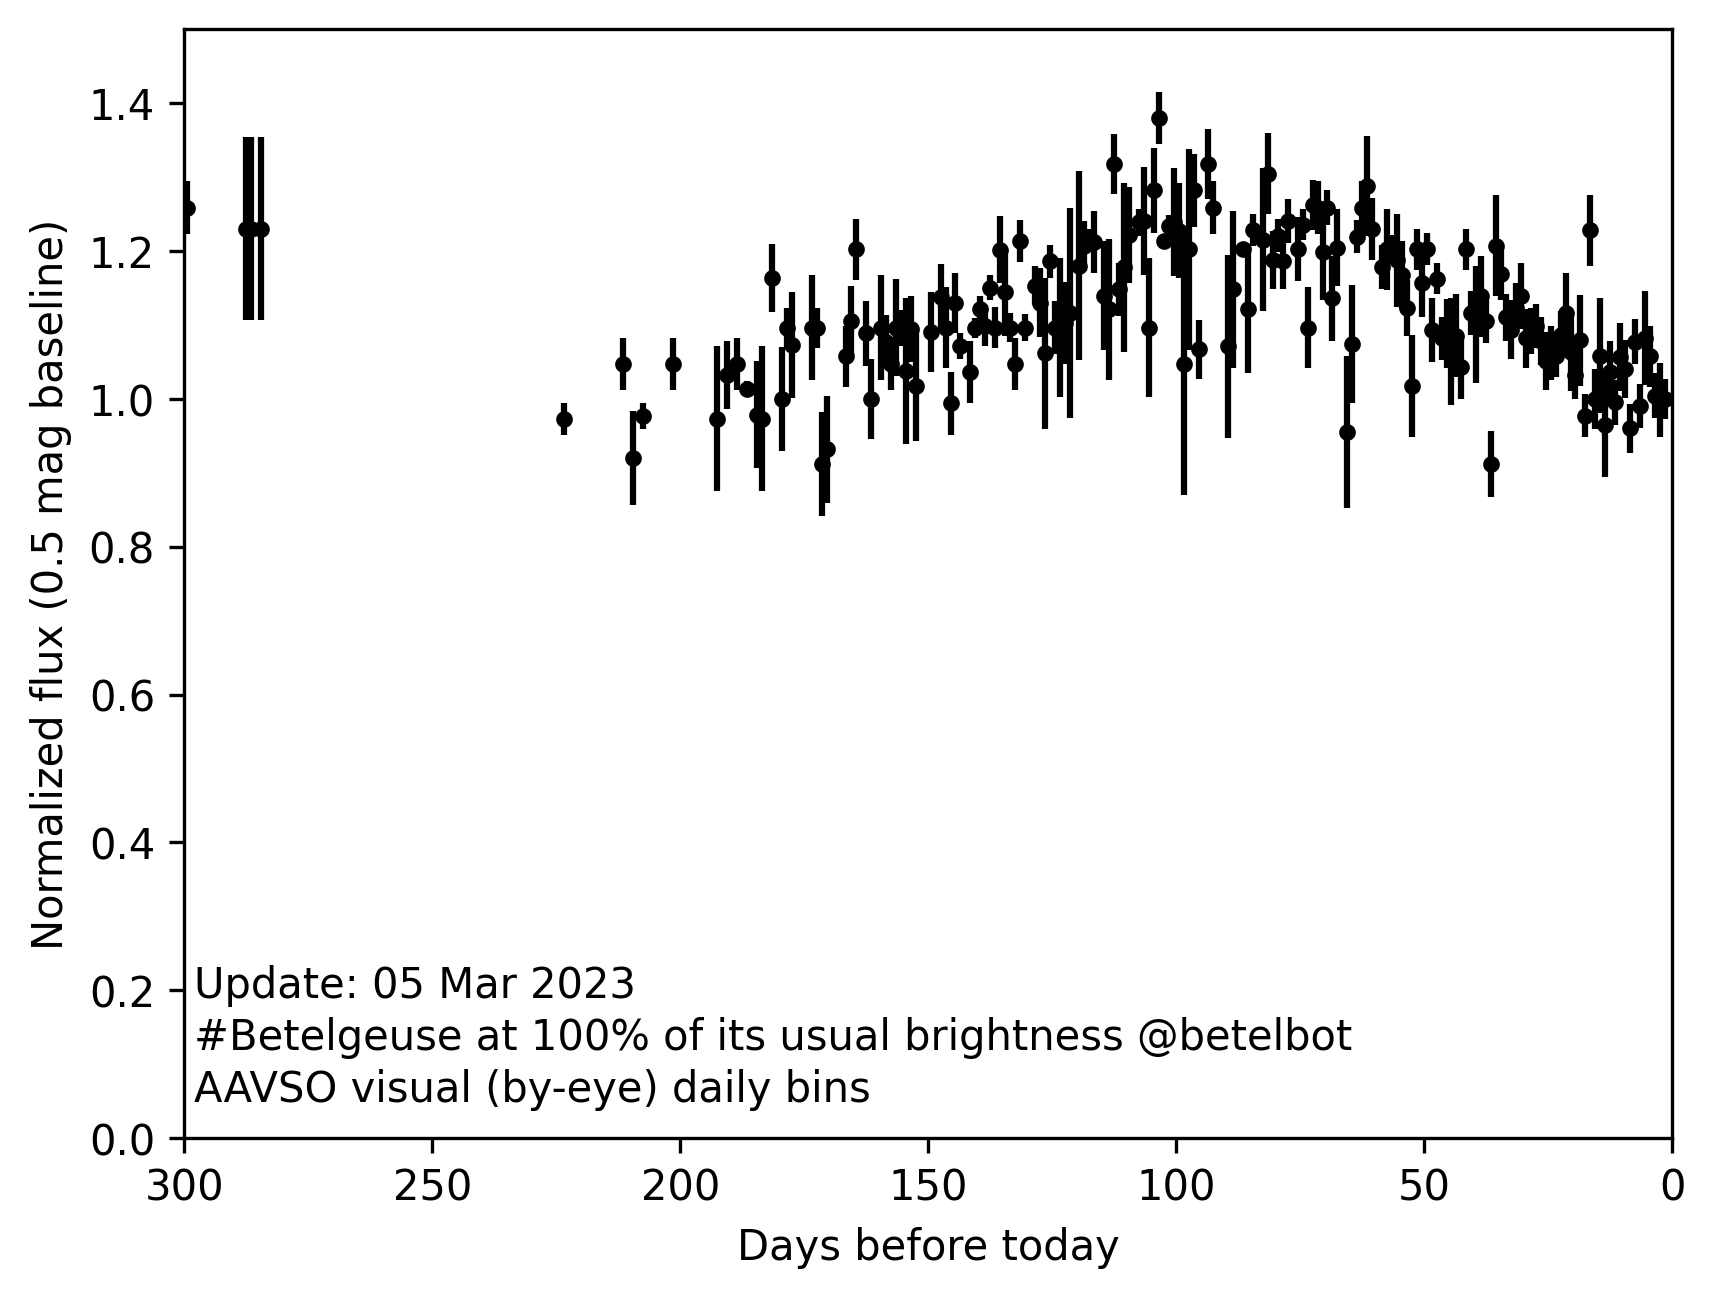 1.4
1.2
1.0
0.8
0.6
0.4
0.2
0.0
Normalized flux (0.5 mag baseline)
Update: 05 Mar 2023
#Betelgeuse at 100% of its usual brightness @betelbot
AAVSO visual (by-eye) daily bins
300 250 200 150 100 50 0
Days before today